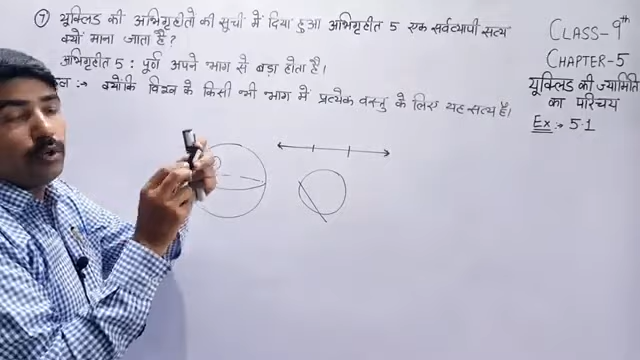 ⑦ यूक्लिड की अभिगृहीतों की सूची में दिया हुआ अभिगृहीत 5 एक सर्वव्यापी सत्य
क्यों माना जाता है?
अभिगृहीत 5 : पूर्ण अपने भाग से बड़ा होता है।
:→ क्योंकि विश्व के किसी भी भाग में प्रत्येक वस्तु के लिए यह सत्य है।
CLASS-9th
CHAPTER-5
यूक्लिड की ज्यामिति
का परिचय
Ex:→ 5.1